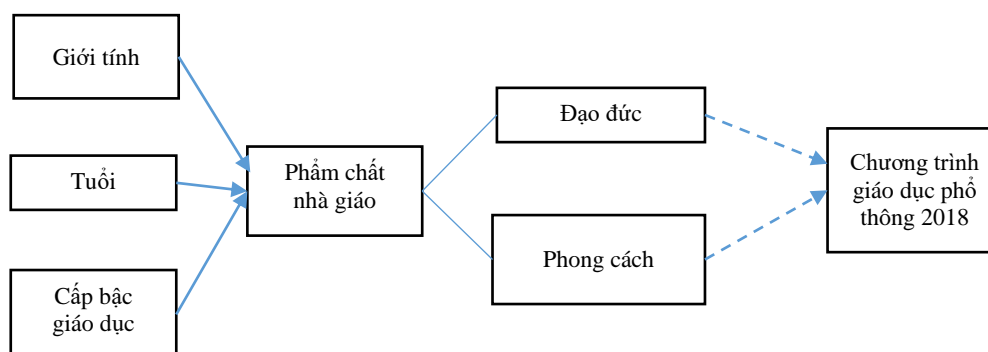 Giới tính
Tuổi
Cấp bậc
giáo dục
Phẩm chất
nhà giáo
Đạo đức
Phong cách
Chương trình
giáo dục phổ
thông 2018